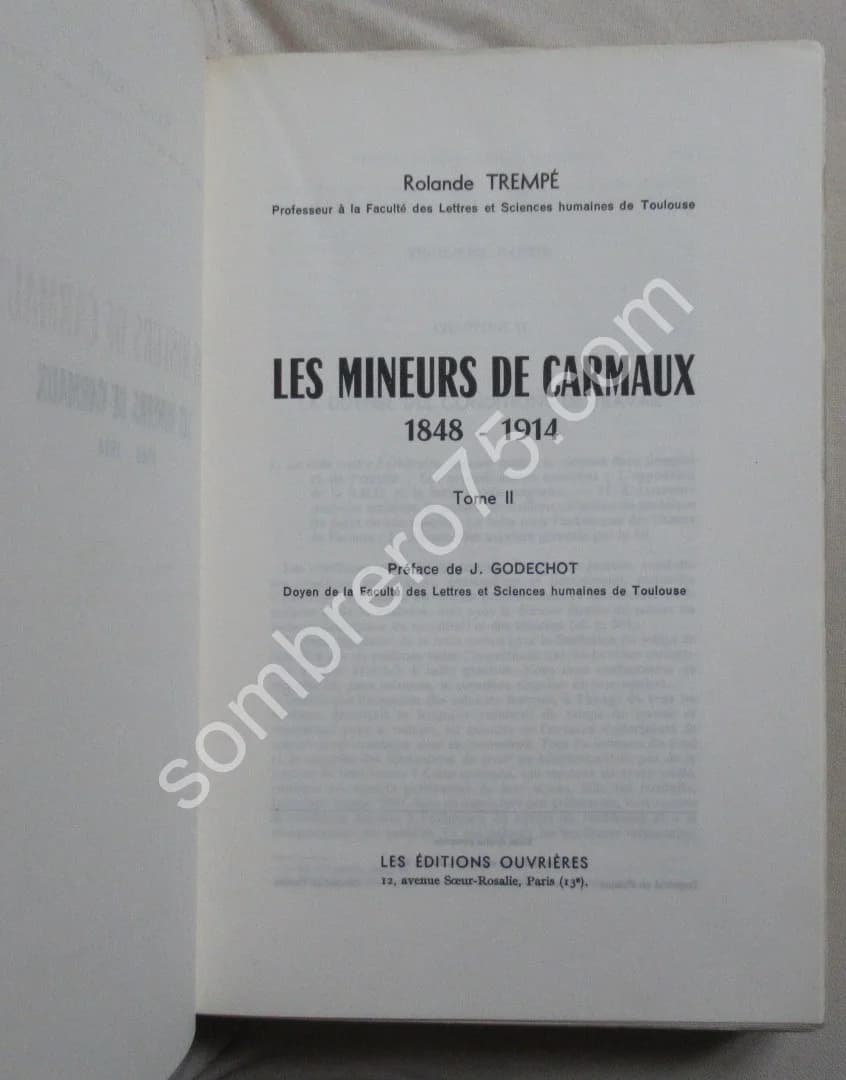 Rolande TREMPÉ
Professeur à la Faculté des Lettres et Sciences humaines de Toulouse
LES MINEURS DE CARMAUX
1848 - 1914
Tome II
Préface de J. GODECHOT
Doyen de la Faculté des Lettres et Sciences humaines de Toulouse
LES ÉDITIONS OUVRIÈRES
12, avenue Sœur-Rosalie, Paris (13ᵉ).
sombrero75.com